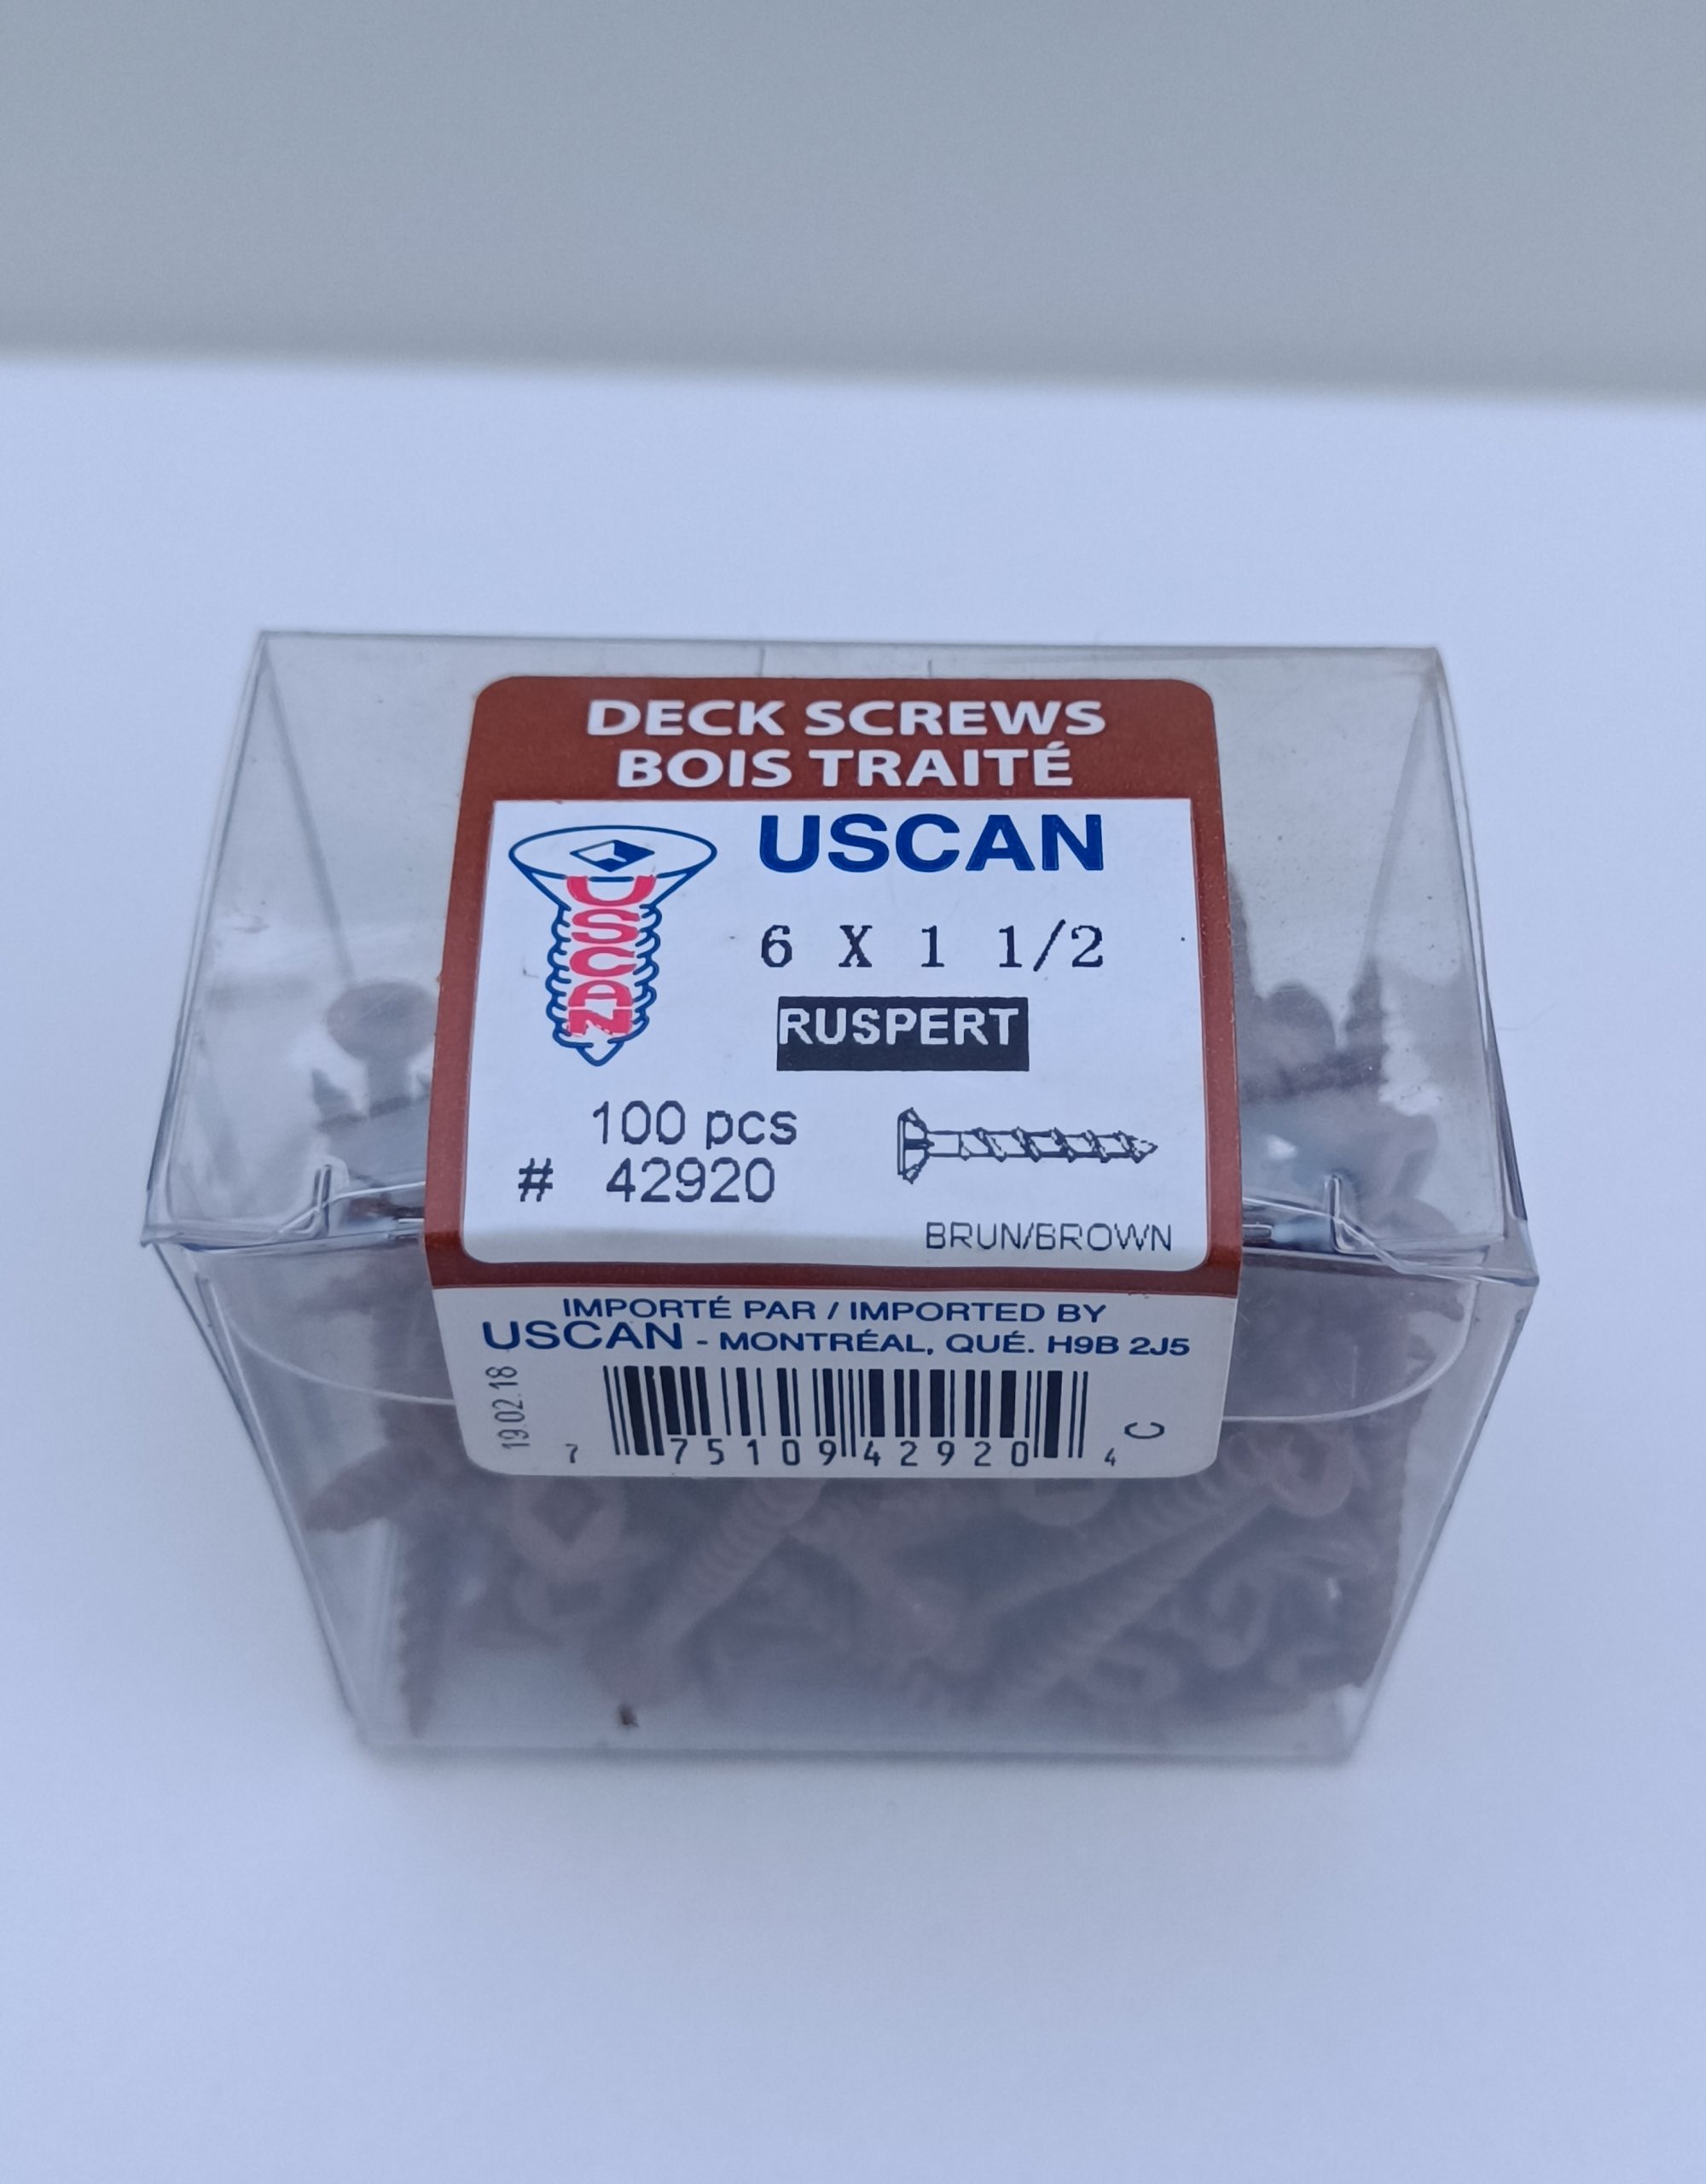 DECK SCREWS
BOIS TRAITÉ
USCAN
USCAN
6 X 1 1/2
RUSPERT
100 pcs
# 42920
BRUN/BROWN
IMPORTÉ PAR / IMPORTED BY
USCAN - MONTRÉAL, QUÉ. H9B 2J5
19.02.18
7 75109 42920 4
C